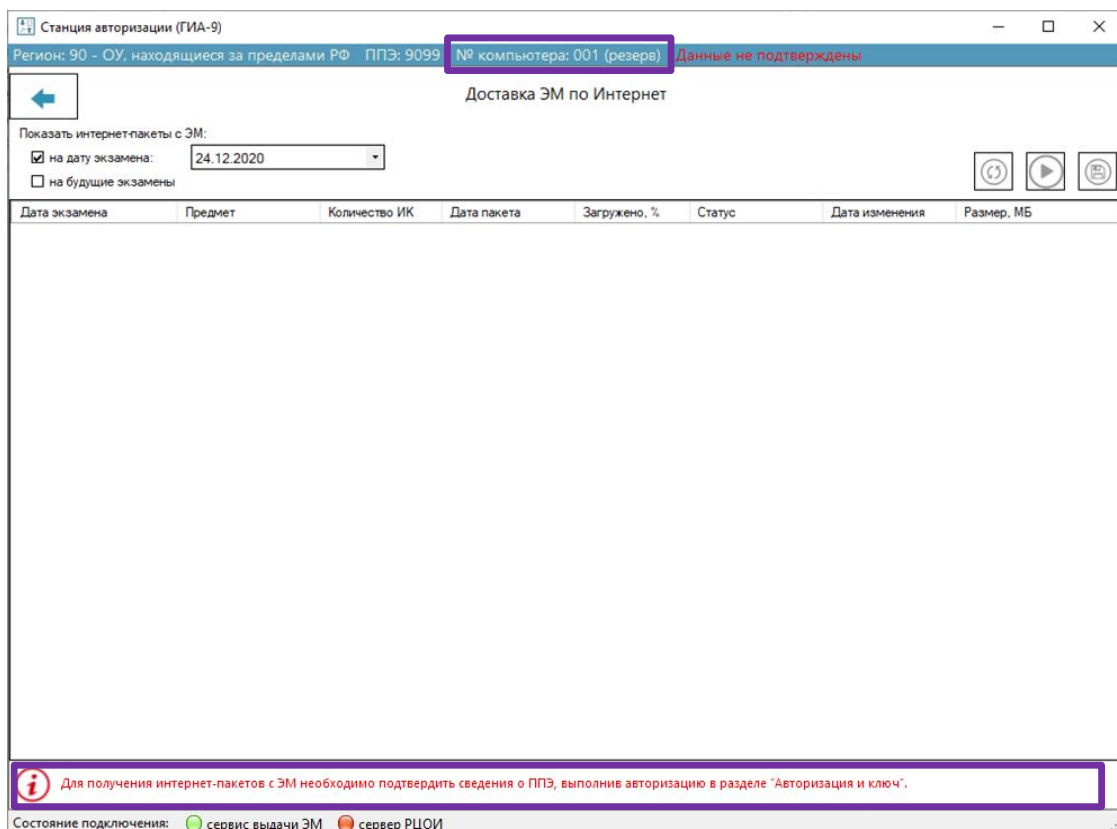 Станция авторизации (ГИА-9)
Регион: 90 - ОУ, находящиеся за пределами РФ ППЭ: 9099 № компьютера: 001 (резерв) Данные не подтверждены
Доставка ЭМ по Интернет
Показать интернет-пакеты с ЭМ:
на дату экзамена: 24.12.2020
на будущие экзамены
Дата экзамена Предмет Количество ИК Дата пакета Загружено, % Статус Дата изменения Размер, МБ
Для получения интернет-пакетов с ЭМ необходимо подтвердить сведения о ППЭ, выполнив авторизацию в разделе "Авторизация и ключ".
Состояние подключения: сервис выдачи ЭМ сервер РЦОИ